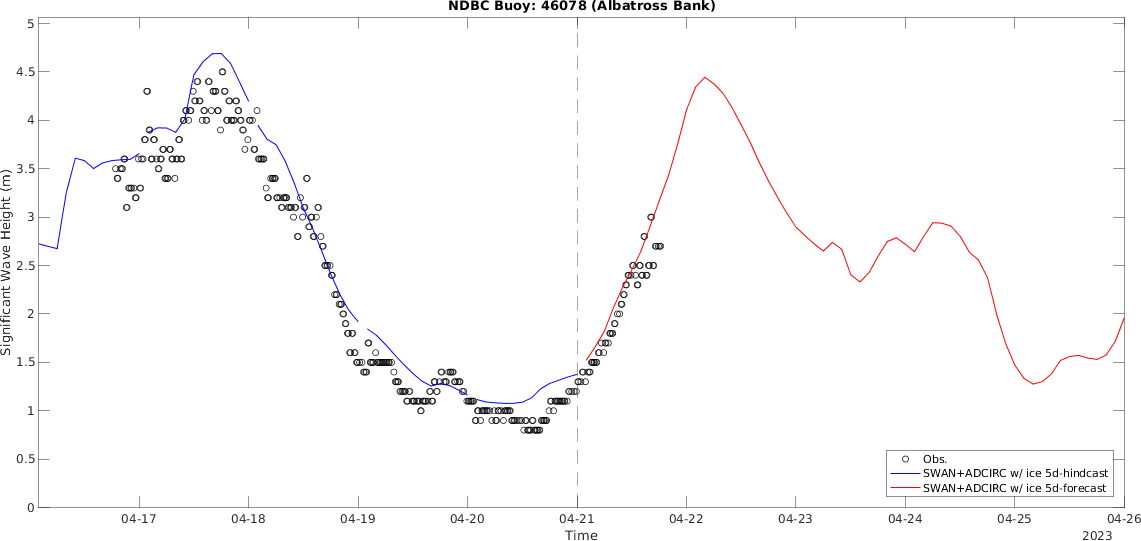 NDBC Buoy: 46078 (Albatross Bank)
5
4.5
4
3.5
3
2.5
2
1.5
1
0.5
0
Significant Wave Height (m)
Obs.
SWAN+ADCIRC w/ ice 5d-hindcast
SWAN+ADCIRC w/ ice 5d-forecast
04-17 04-18 04-19 04-20 04-21 04-22 04-23 04-24 04-25 04-26
Time 2023